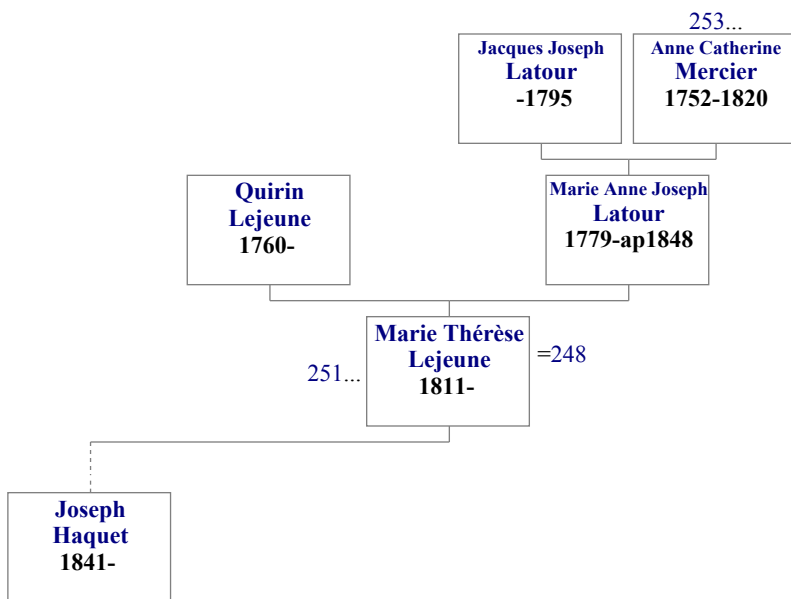 253...
Jacques Joseph
Latour
-1795
Anne Catherine
Mercier
1752-1820
Quirin
Lejeune
1760-
Marie Anne Joseph
Latour
1779-ap1848
Marie Thérèse
Lejeune
1811-
251...
=248
Joseph
Haquet
1841-